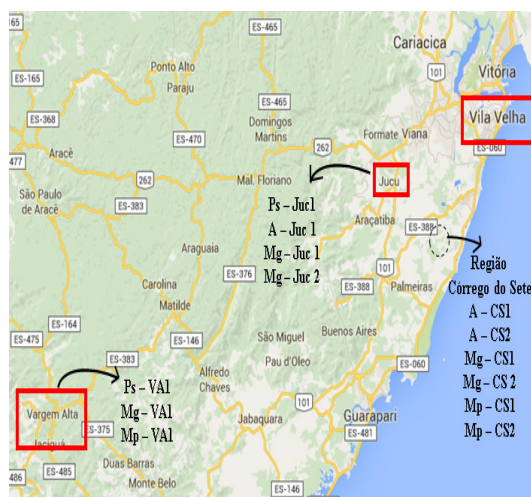 ES-465
Cariacica
ES-165
ES-368
Ponto Alto
101
Vitória
Paraju
ES-465
Vila Velha
ES-470
Domingos
Martins
Formate
Viana
262
ES-060
Aracê
477
262
Mal. Floriano
Jucu
São Paulo
de Aracê
ES-383
Ps – Juc1
A – Juc 1
Mg – Juc 1
Mg – Juc 2
Araçatiba
ES-388
Araguaia
Região
Córrego do Sete
A – CS1
A – CS2
Mg – CS1
Mg – CS 2
Mp – CS1
Mp – CS2
ES-376
101
Palmeiras
Carolina
Matilde
ES-164
ES-475
ES-146
São Miguel
Buenos Aires
Pau d'Óleo
ES-383
ES-060
Alfredo
Chaves
Ps – VA1
Mg – VA1
Mp – VA1
Vargem Alta
101
Jabaquara
Guarapari
ES-375
ES-481
Jaciguá
Duas Barras
ES-485
486
Monte Belo
ES-146